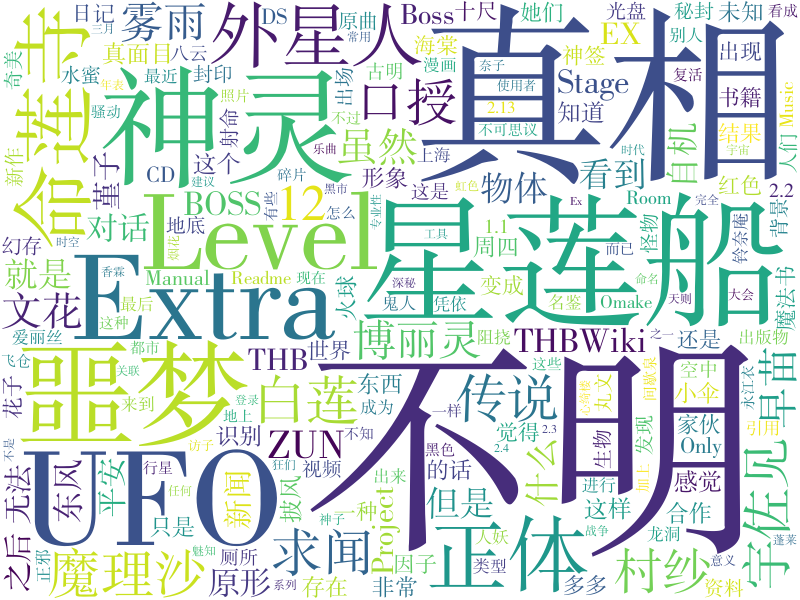 日记
三月
雾雨
DS
原曲
Boss
十尺
她们
光盘
秘封
未知
看成
奇美
真面目
八云
常用
海棠
神签
EX
别人
外星人
真相
水蜜
最近
封印
古明
漫画
奈子
使用者
出现
复活
Music
命莲寺
年表
照片
出场
口授
Stage
2.13
书籍
神灵
骚动
射命
不过
乐曲
知道
不可思议
结果
宇宙
人们
新作
堇子
这个
碎片
虽然
上海
自机
时代
CD
建议
黑市
形象
看到
红色
2.2
对话
BOSS
12
有些
怎么
这是
虹色
物体
Room
完全
背景
幻存
地底
Level
星莲船
1.1
周四
Ex
工具
而已
怪物
铃奈庵
时空
香霖
Manual
Readme
现在
火球
专业性
深秘
变成
Omake
命名
天则
大会
魔法书
就是
Extra
文花
最后
鬼人
凭依
名鉴
爱丽丝
这种
博丽灵
阻挠
THBWiki
之一
还是
出版物
噩梦
THB
世界
不明
花子
都市
白莲
东西
传说
这些
空中
小伞
早苗
永江衣
关联
来到
成为
一样
心绮楼
丸文
UFO
登录
识别
ZUN
不知
觉得
2.3
什么
生物
发现
家伙
Only
引用
不是
东风
地上
视频
黑色
2.4
加上
感觉
宇佐见
无法
平安
访子
新闻
狂们
的话
但是
进行
之后
行星
任何
披风
出来
Project
这样
合作
只是
求闻
一种
正体
人妖
龙洞
正邪
魔理沙
厕所
神子
因子
类型
村纱
战争
蓬莱
魅知
原形
系列
存在
非常
多多
资料
意义